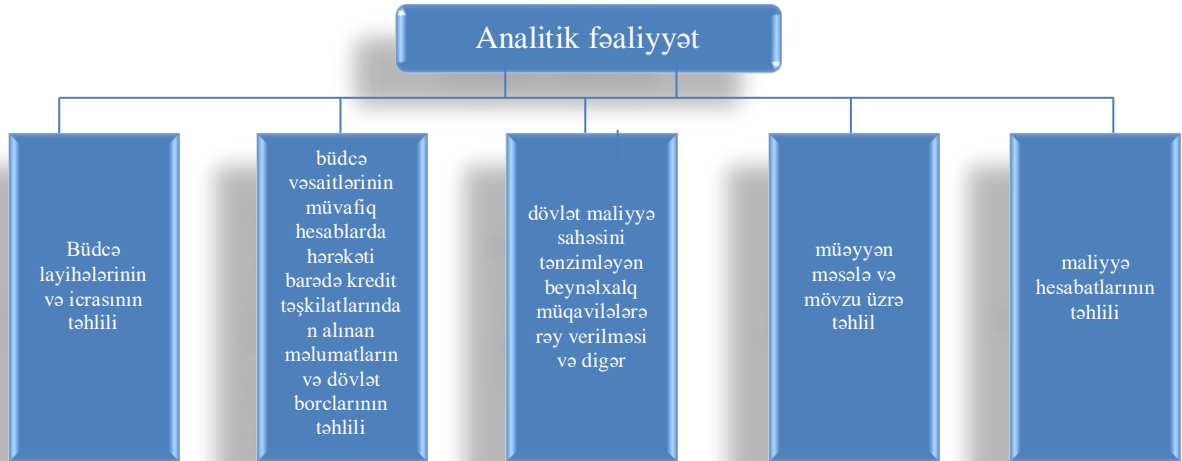 Analitik fəaliyyət
Büdcə
layihələrinin
və icrasının
təhlili
büdcə
vəsaitlərinin
müvafiq
hesablarda
hərəkəti
barədə kredit
təşkilatlarında
n alınan
məlumatların
və dövlət
borclarının
təhlili
dövlət maliyyə
sahəsini
tənzimləyən
beynəlxalq
müqavilələrə
rəy verilməsi
və digər
müəyyən
məsələ və
mövzu üzrə
təhlil
maliyyə
hesabatlarının
təhlili